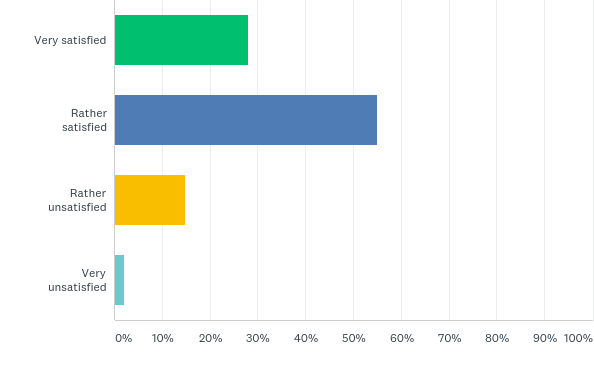 Very satisfied
Rather
satisfied
Rather
unsatisfied
Very
unsatisfied
0% 10% 20% 30% 40% 50% 60% 70% 80% 90% 100%